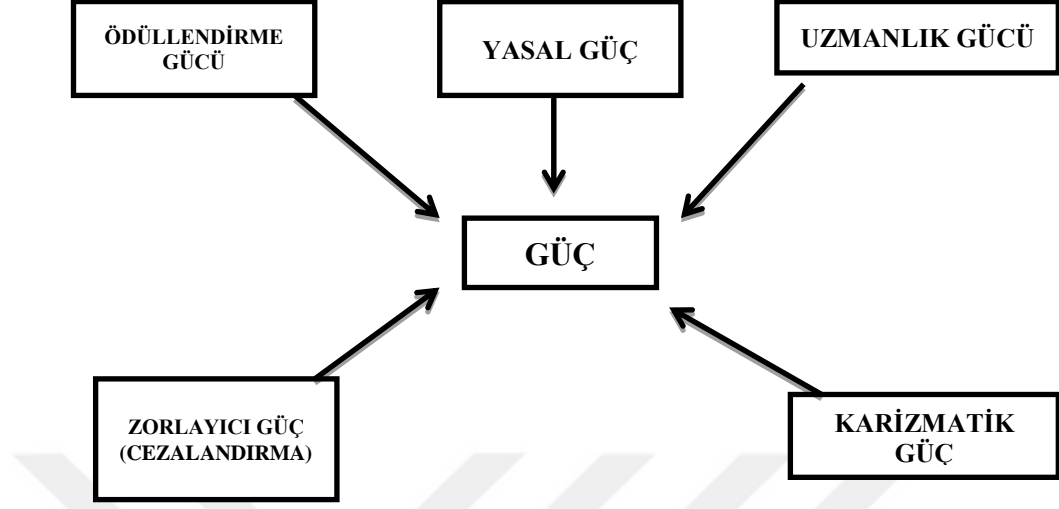 ÖDÜLLENDİRME
GÜCÜ
YASAL GÜÇ
UZMANLIK GÜCÜ
GÜÇ
ZORLAYICI GÜÇ
(CEZALANDIRMA)
KARİZMATİK
GÜÇ